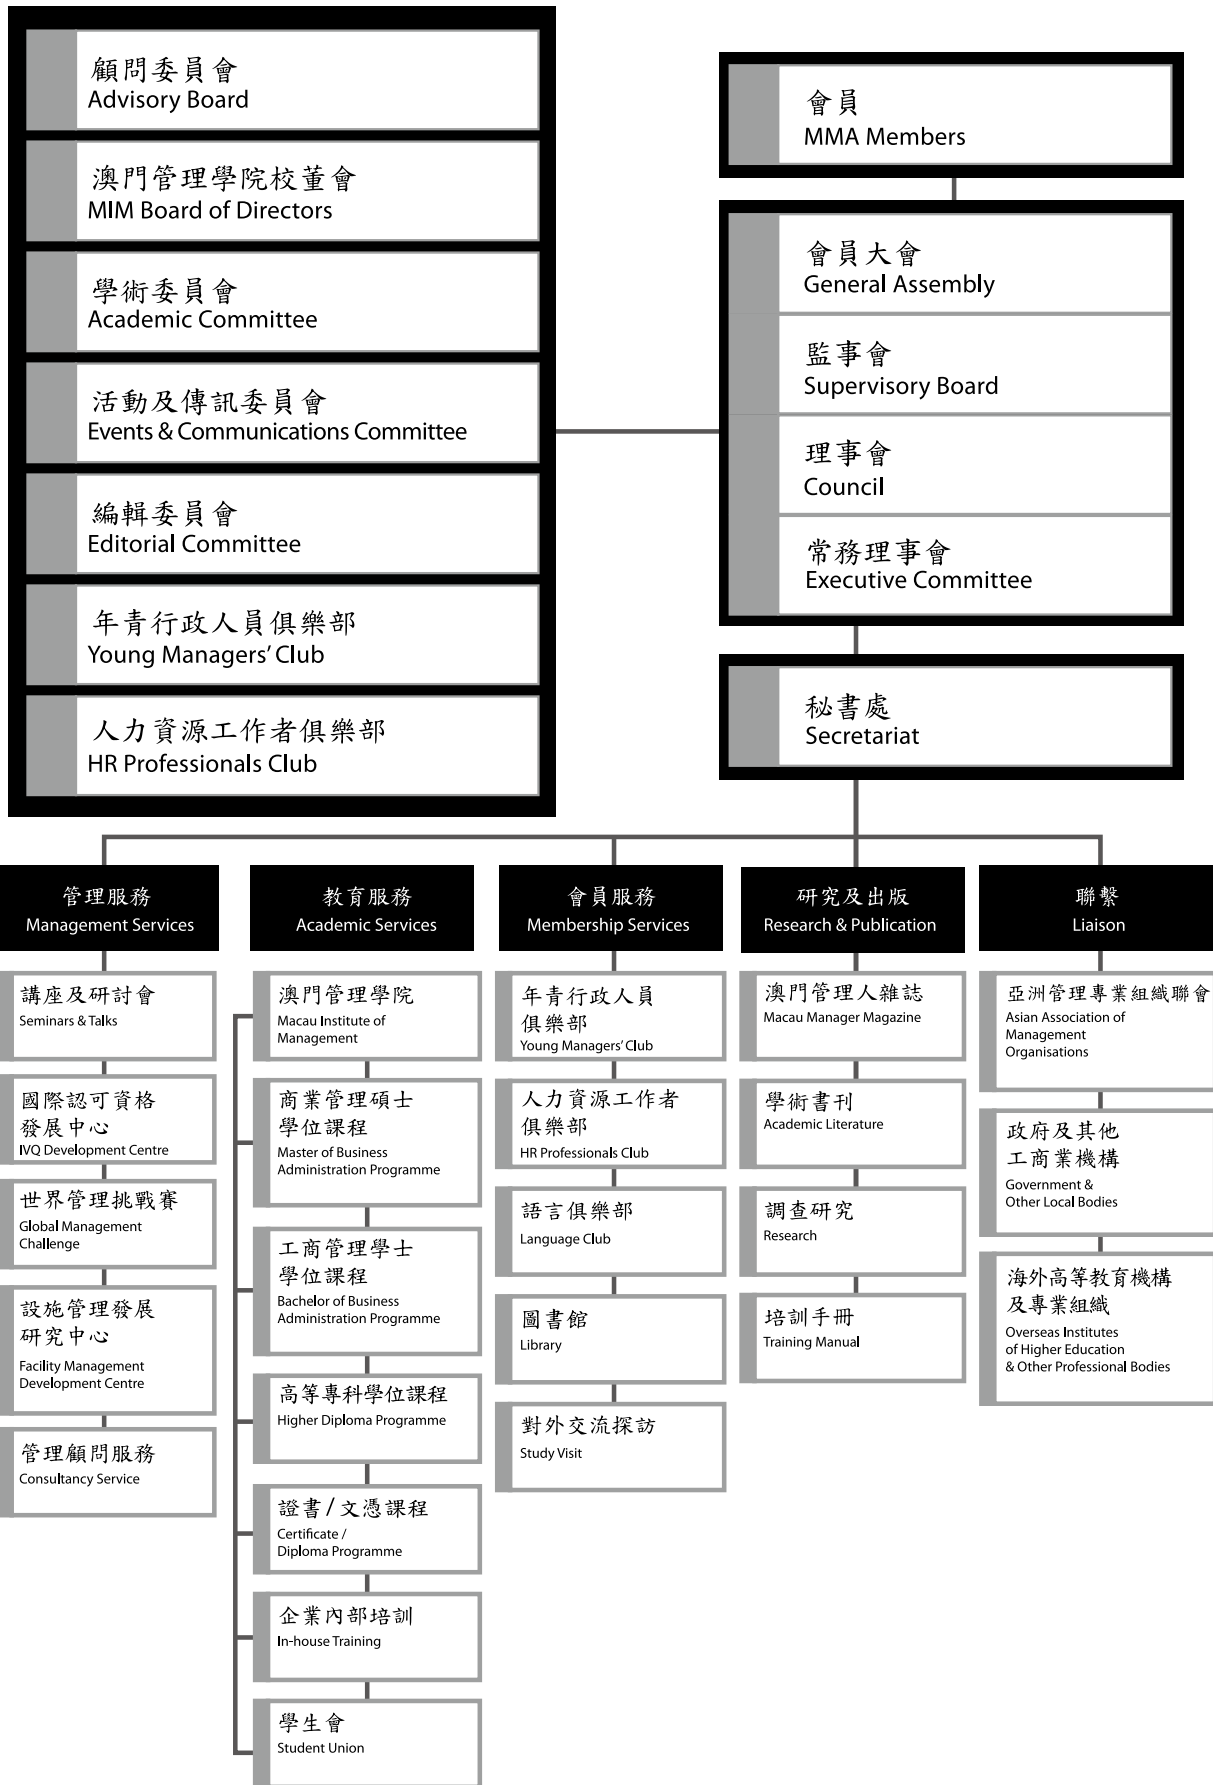 顧問委員會
Advisory Board
澳門管理學院校董會
MIM Board of Directors
學術委員會
Academic Committee
活動及傳訊委員會
Events & Communications Committee
編輯委員會
Editorial Committee
年青行政人員俱樂部
Young Managers' Club
人力資源工作者俱樂部
HR Professionals Club
會員
MMA Members
會員大會
General Assembly
監事會
Supervisory Board
理事會
Council
常務理事會
Executive Committee
秘書處
Secretariat
管理服務
Management Services
講座及研討會
Seminars & Talks
國際認可資格
發展中心
IVQ Development Centre
世界管理挑戰賽
Global Management
Challenge
設施管理發展
研究中心
Facility Management
Development Centre
管理顧問服務
Consultancy Service
教育服務
Academic Services
澳門管理學院
Macau Institute of
Management
商業管理碩士
學位課程
Master of Business
Administration Programme
工商管理學士
學位課程
Bachelor of Business
Administration Programme
高等專科學位課程
Higher Diploma Programme
證書/文憑課程
Certificate /
Diploma Programme
企業內部培訓
In-house Training
學生會
Student Union
會員服務
Membership Services
年青行政人員
俱樂部
Young Managers' Club
人力資源工作者
俱樂部
HR Professionals Club
語言俱樂部
Language Club
圖書館
Library
對外交流探訪
Study Visit
研究及出版
Research & Publication
澳門管理人雜誌
Macau Manager Magazine
學術書刊
Academic Literature
調查研究
Research
培訓手冊
Training Manual
聯繫
Liaison
亞洲管理專業組織聯會
Asian Association of
Management
Organisations
政府及其他
工商業機構
Government &
Other Local Bodies
海外高等教育機構
及專業組織
Overseas Institutes
of Higher Education
& Other Professional Bodies